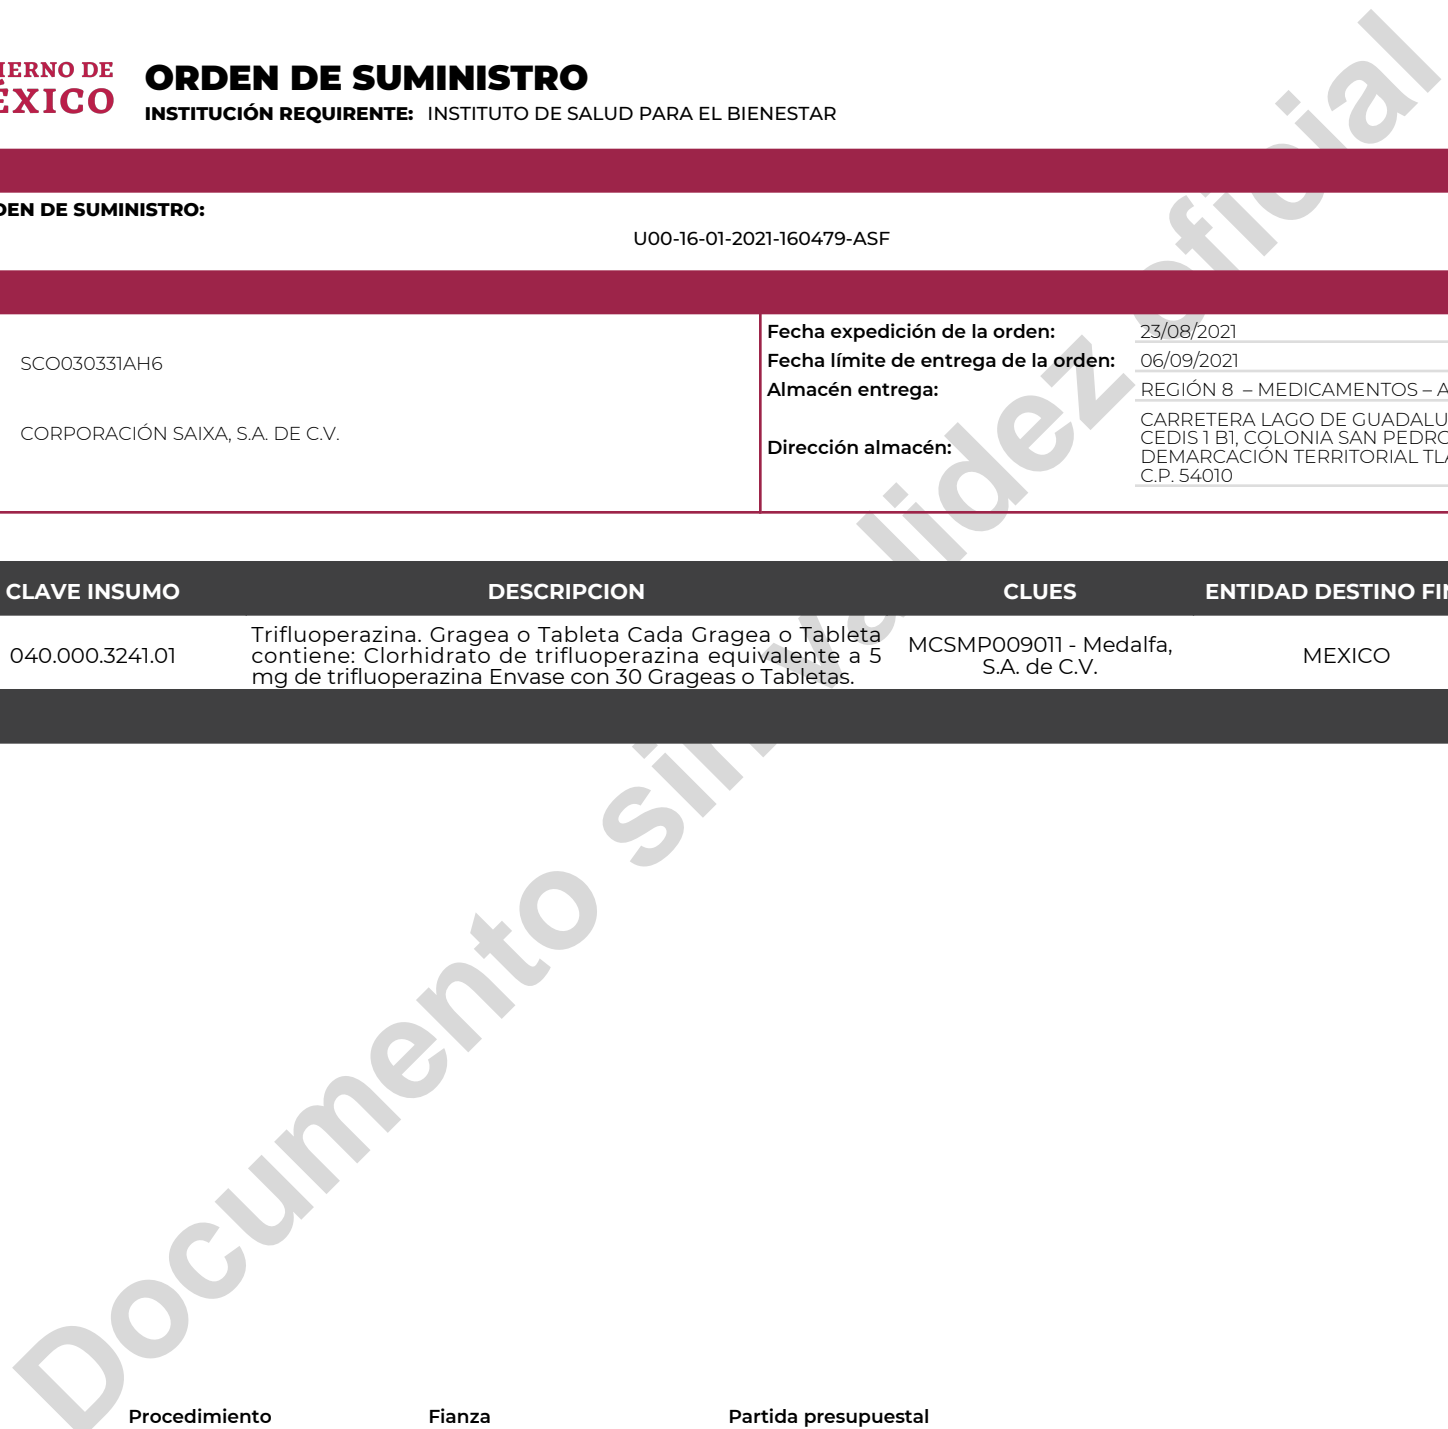 IERNO DE
ÉXICO
ORDEN DE SUMINISTRO
INSTITUCIÓN REQUIRENTE: INSTITUTO DE SALUD PARA EL BIENESTAR
DEN DE SUMINISTRO:
U00-16-01-2021-160479-ASF
SCO030331AH6
CORPORACIÓN SAIXA, S.A. DE C.V.
Fecha expedición de la orden: 23/08/2021
Fecha límite de entrega de la orden: 06/09/2021
Almacén entrega: REGIÓN 8 – MEDICAMENTOS – A
Dirección almacén:
CARRETERA LAGO DE GUADALU
CEDIS 1 B1, COLONIA SAN PEDRO
DEMARCACIÓN TERRITORIAL TLA
C.P. 54010
CLAVE INSUMO DESCRIPCION CLUES ENTIDAD DESTINO FIN
040.000.3241.01
Trifluoperazina. Gragea o Tableta Cada Gragea o Tableta
contiene: Clorhidrato de trifluoperazina equivalente a 5
mg de trifluoperazina Envase con 30 Grageas o Tabletas.
MCSMP009011 - Medalfa,
S.A. de C.V.
MEXICO
Documento sin validez oficial
Procedimiento Fianza Partida presupuestal